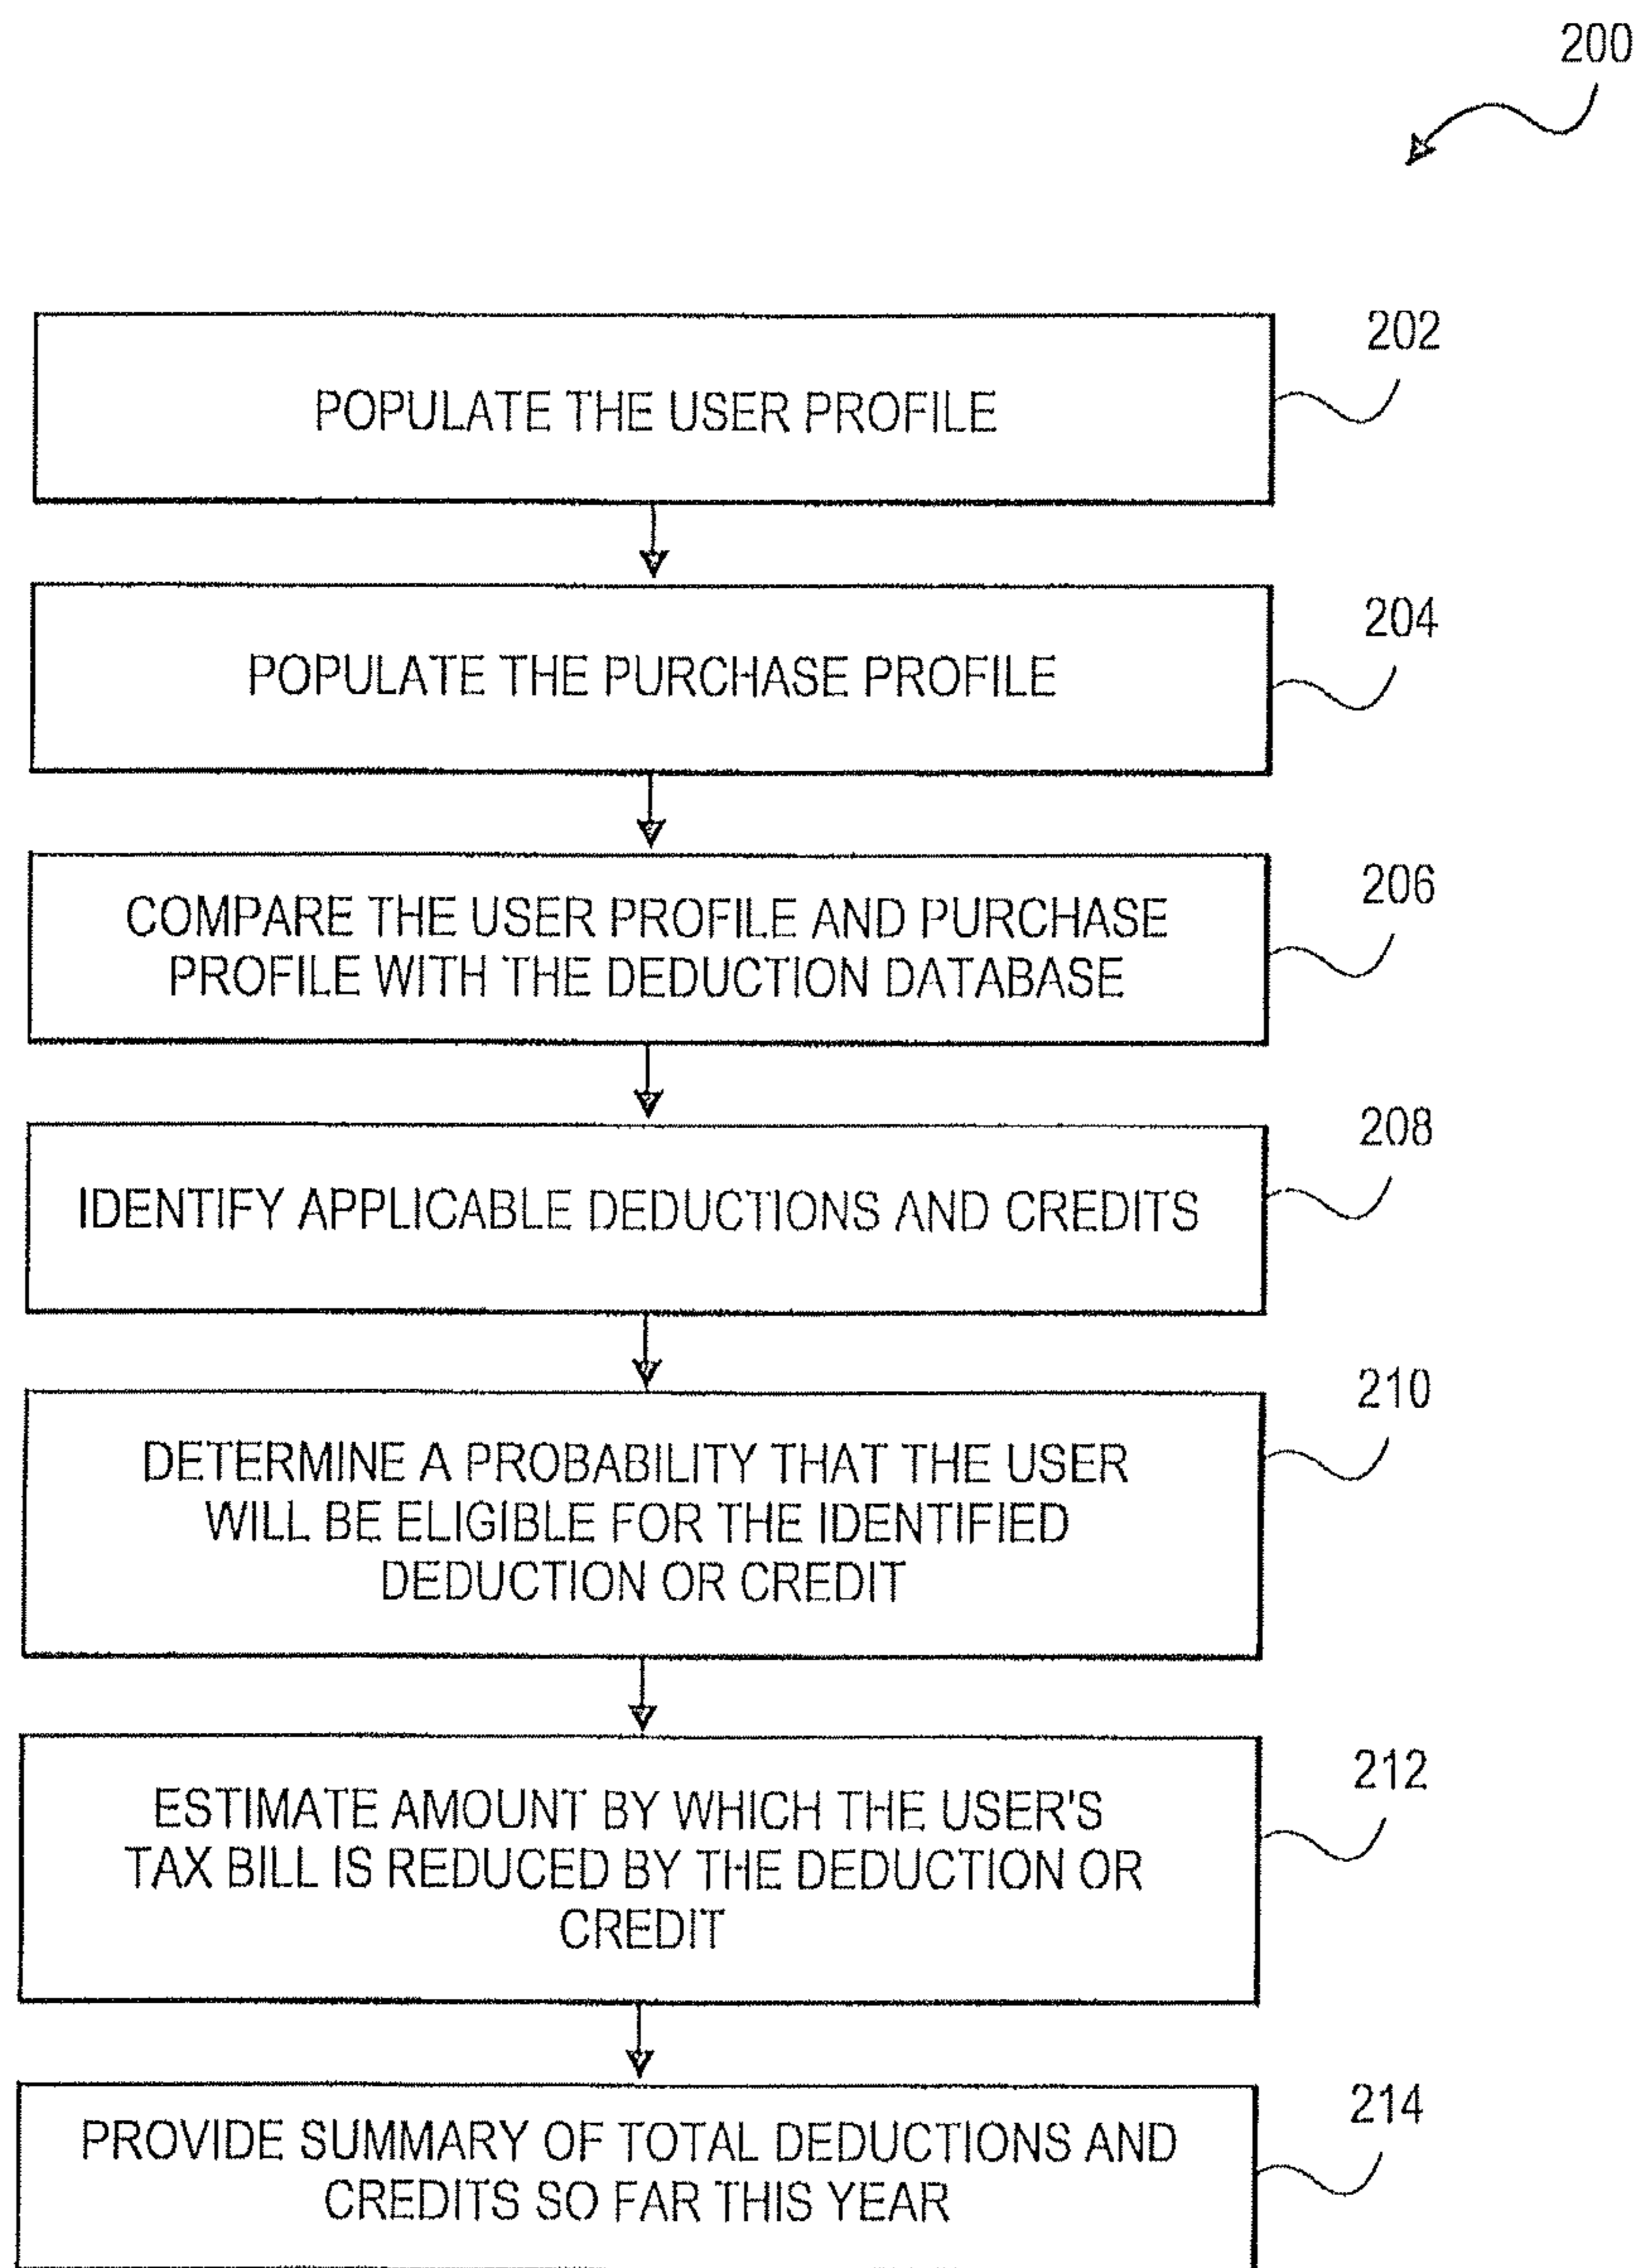 200
202
POPULATE THE USER PROFILE
204
POPULATE THE PURCHASE PROFILE
206
COMPARE THE USER PROFILE AND PURCHASE
PROFILE WITH THE DEDUCTION DATABASE
208
IDENTIFY APPLICABLE DEDUCTIONS AND CREDITS
210
DETERMINE A PROBABILITY THAT THE USER
WILL BE ELIGIBLE FOR THE IDENTIFIED
DEDUCTION OR CREDIT
212
ESTIMATE AMOUNT BY WHICH THE USER'S
TAX BILL IS REDUCED BY THE DEDUCTION OR
CREDIT
214
PROVIDE SUMMARY OF TOTAL DEDUCTIONS AND
CREDITS SO FAR THIS YEAR